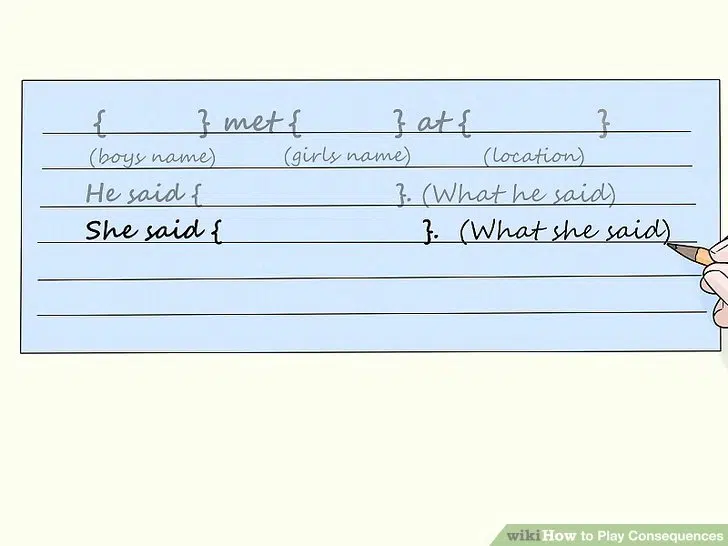 { } met { } at { }
(boys name) (girls name) (location)
He said { }. (What he said)
She said { }. (What she said)
wikiHow to Play Consequences